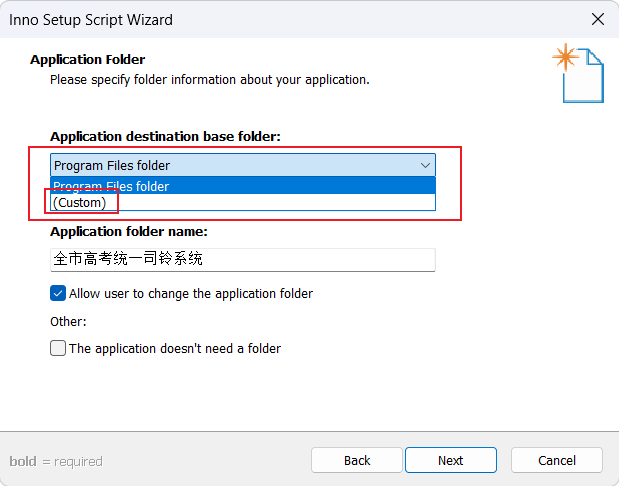 Inno Setup Script Wizard
Application Folder
Please specify folder information about your application.
Application destination base folder:
Program Files folder
Program Files folder
(Custom)
Application folder name:
全市高考统一司铃系统
Allow user to change the application folder
Other:
The application doesn't need a folder
bold = required
Back
Next
Cancel